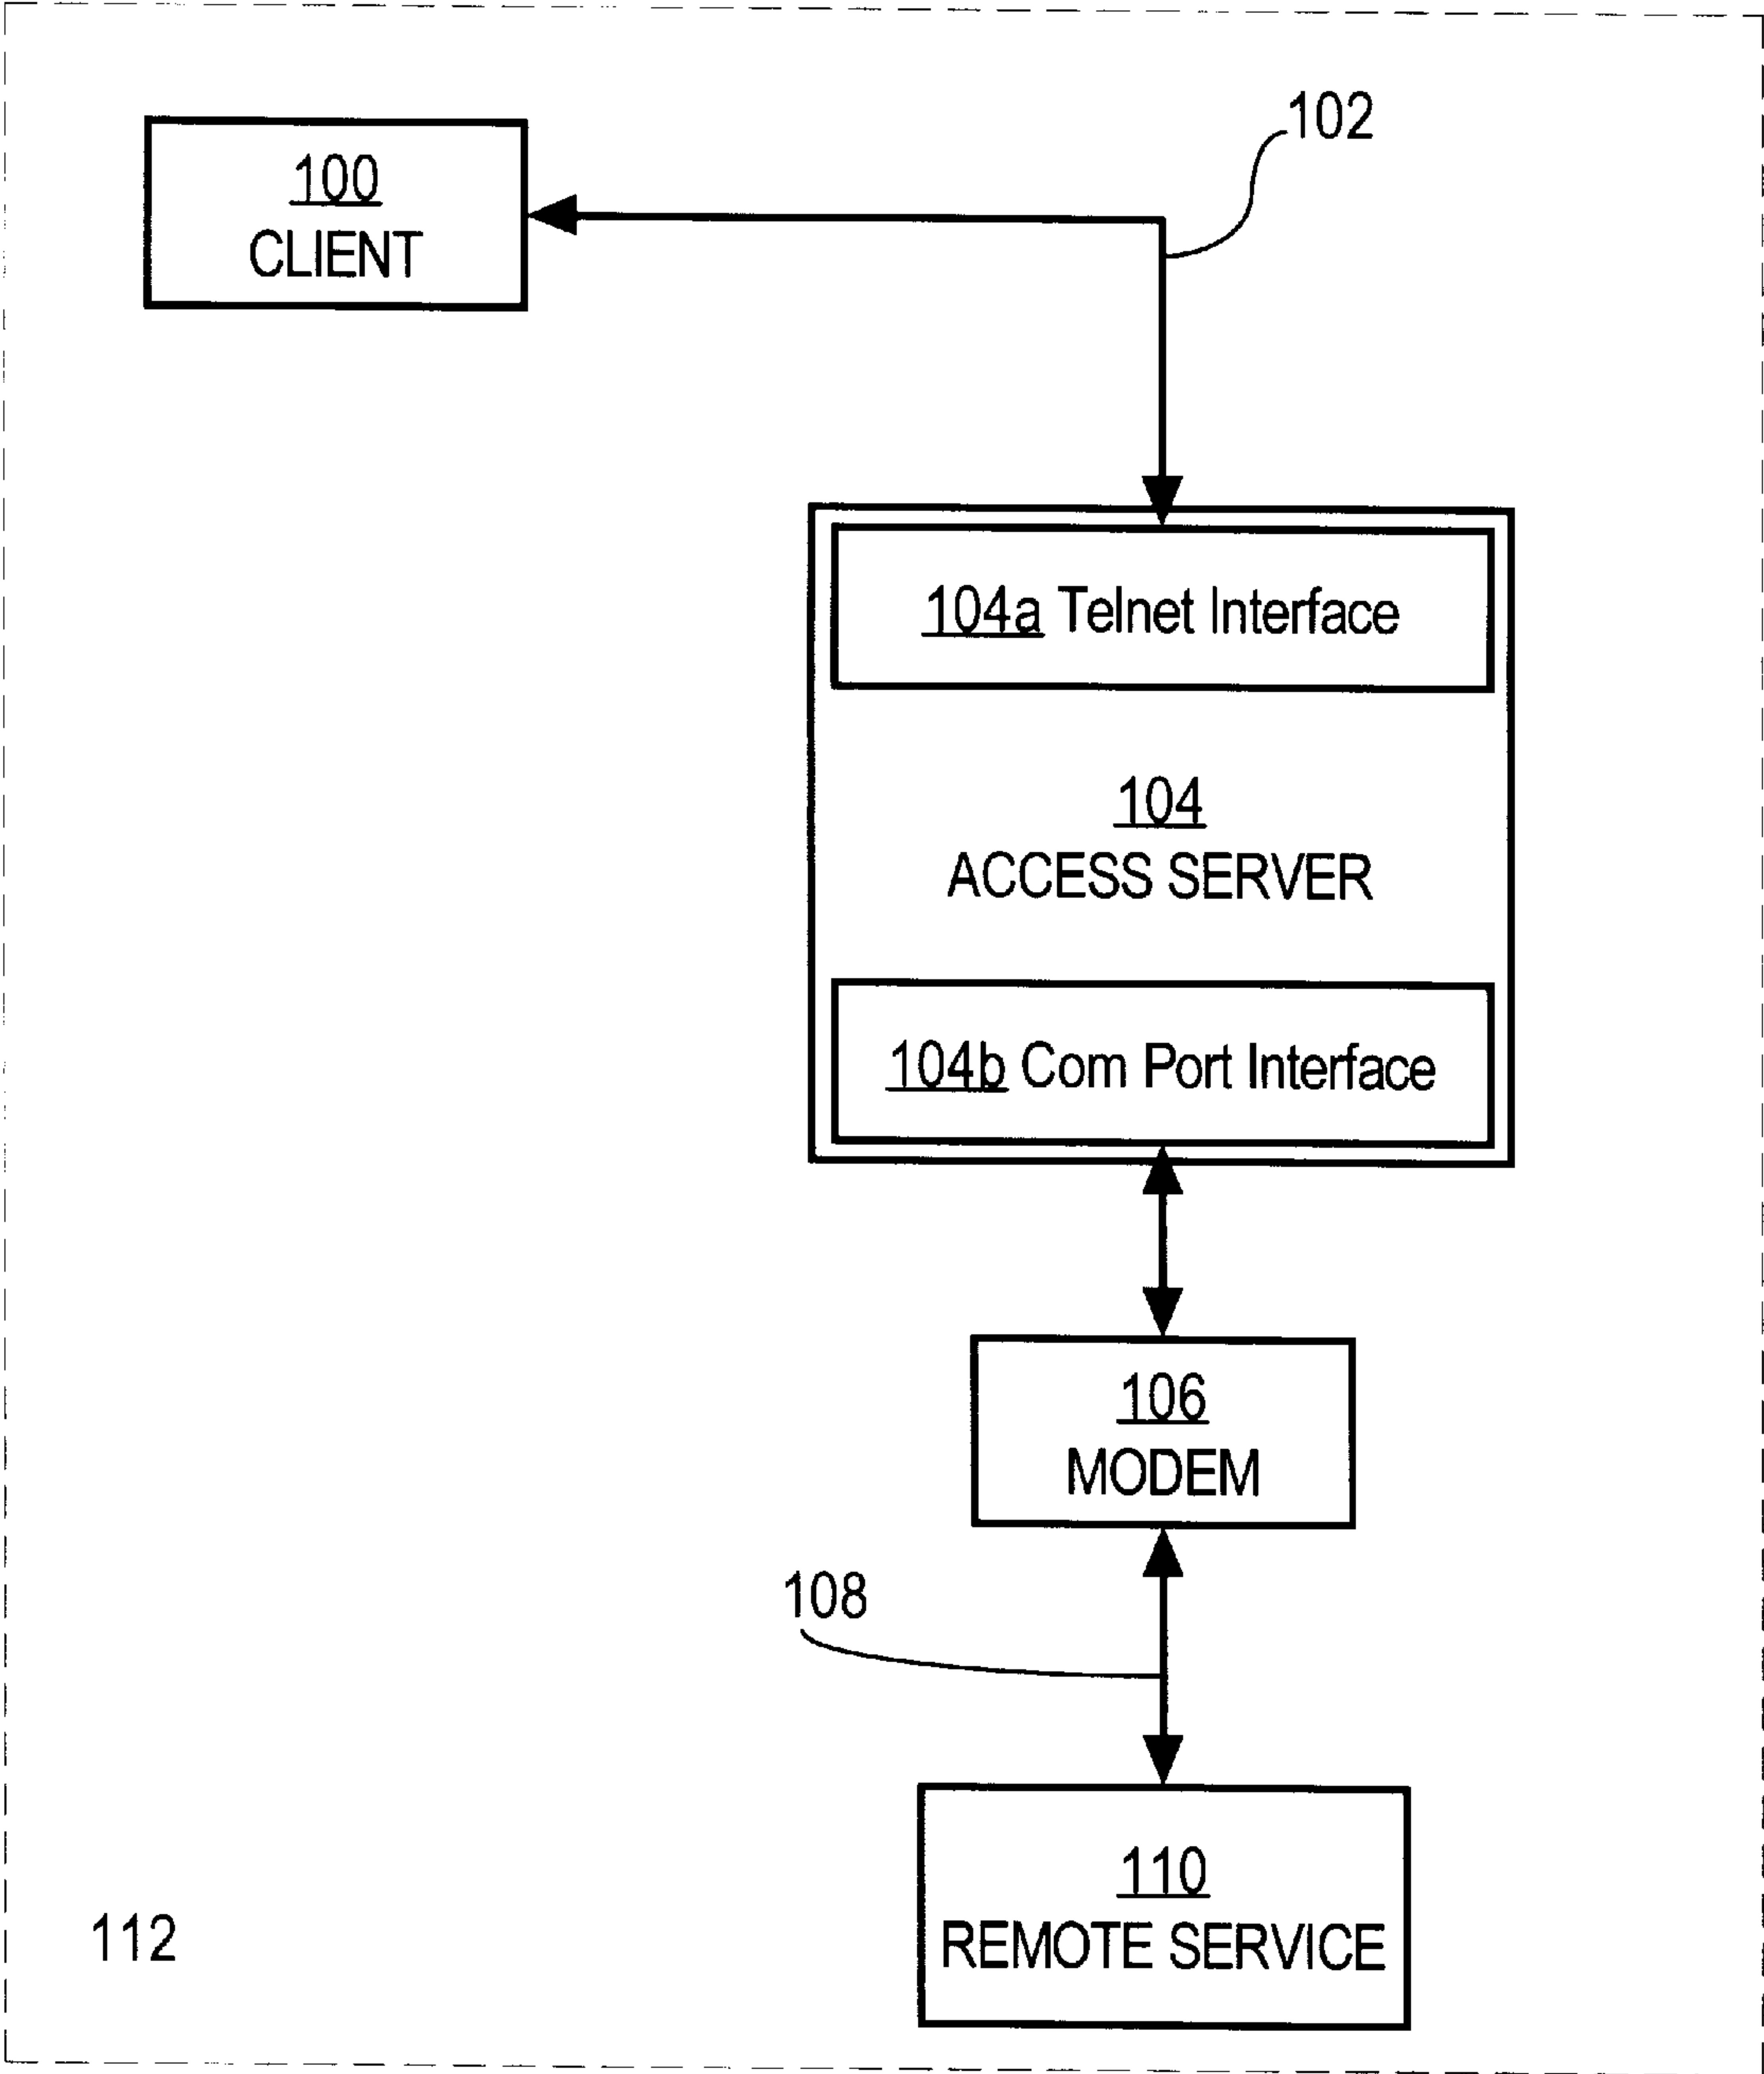 102
100
CLIENT
104a Telnet Interface
104
ACCESS SERVER
104b Com Port Interface
106
MODEM
108
110
REMOTE SERVICE
112